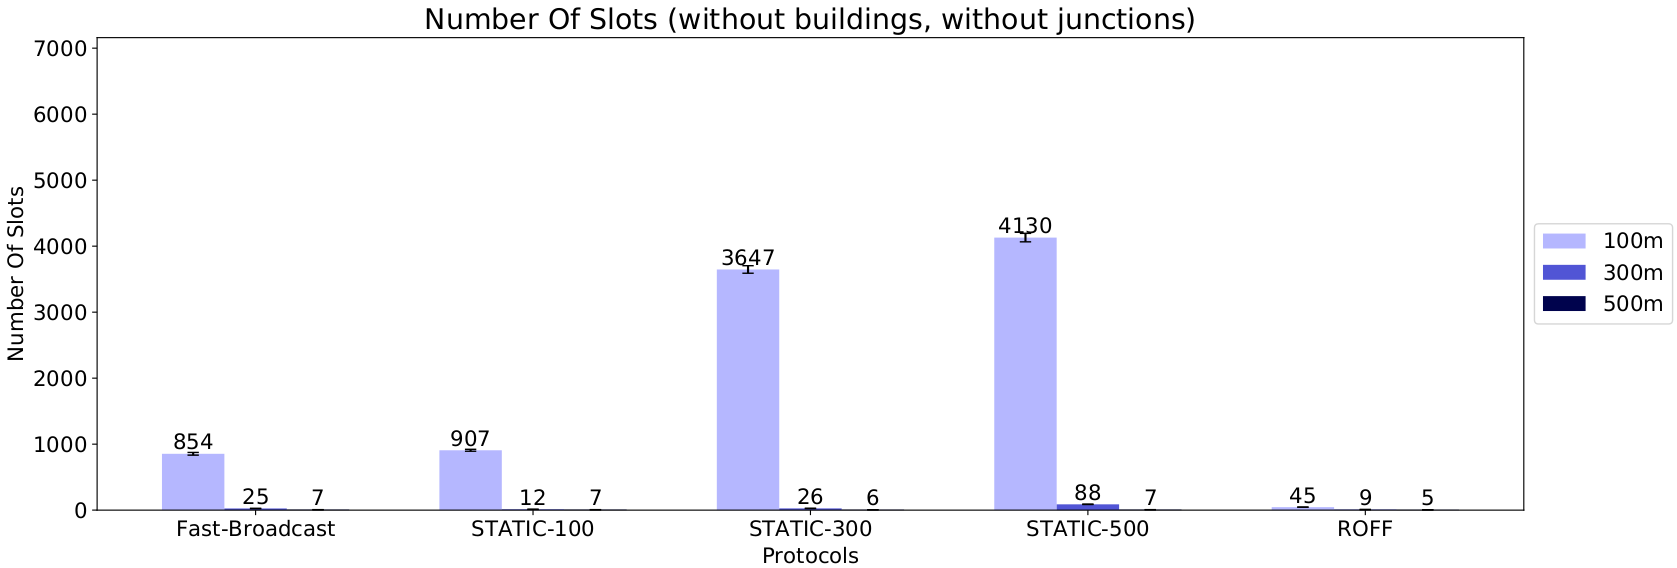 Number Of Slots (without buildings, without junctions)
7000
6000
5000
4000
3000
2000
1000
0
Number Of Slots
854
25
7
907
12
7
3647
26
6
4130
88
7
45
9
5
Fast-Broadcast
STATIC-100
STATIC-300
STATIC-500
ROFF
Protocols
100m
300m
500m